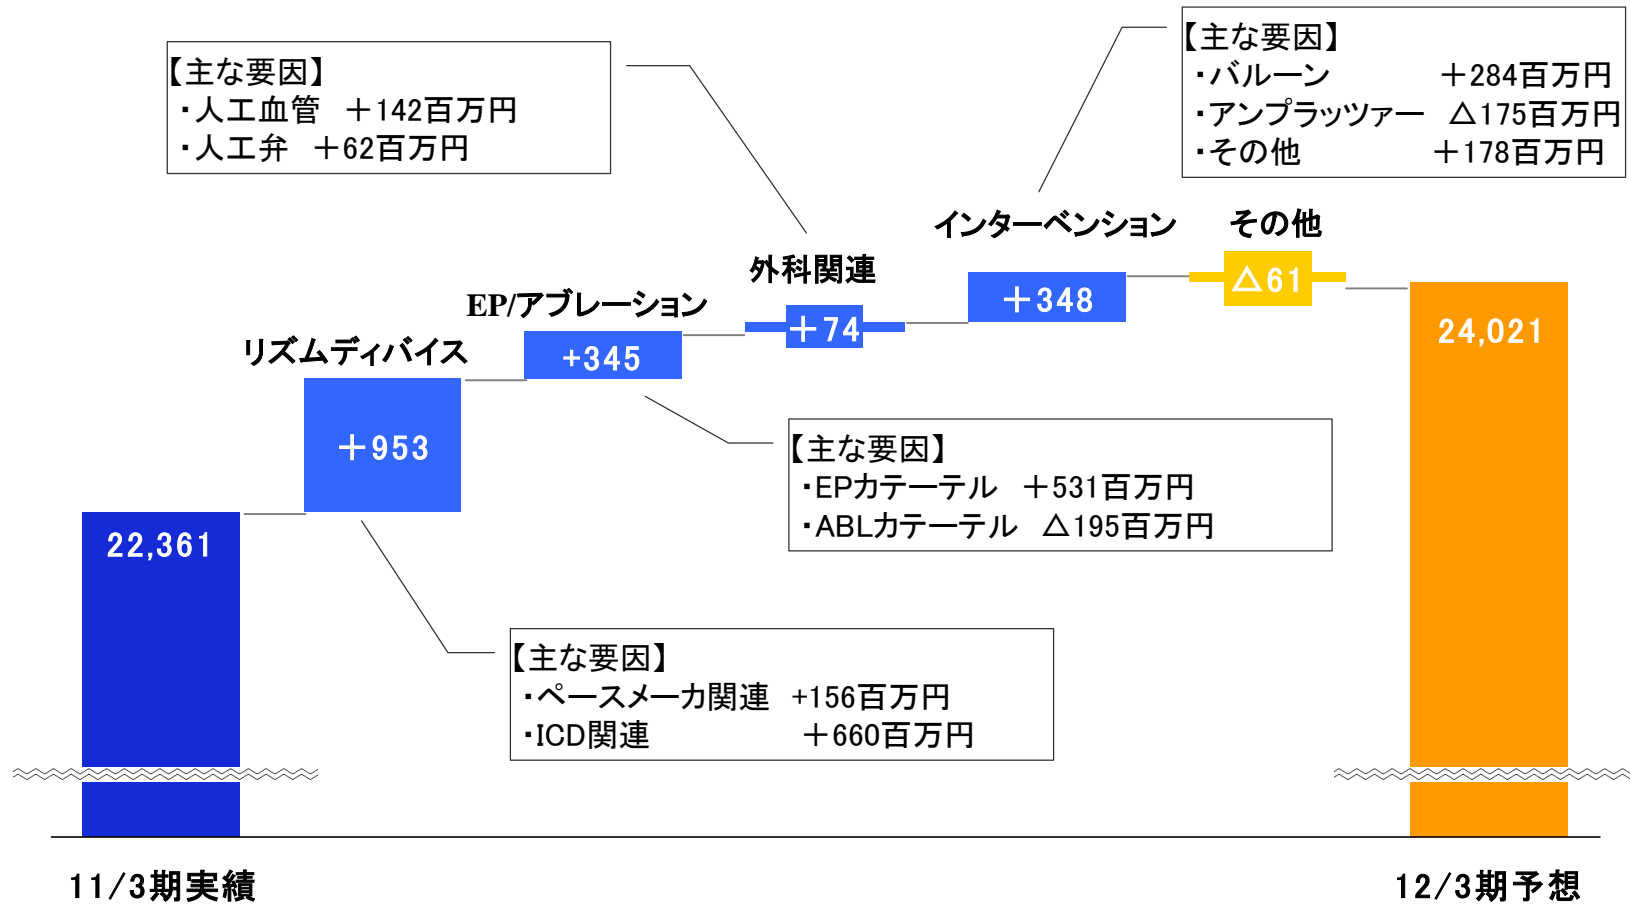 【主な要因】
・人工血管　＋142百万円
・人工弁　＋62百万円
【主な要因】
・バルーン　＋284百万円
・アンプラッツァー　△175百万円
・その他　＋178百万円
インターベンション
その他
外科関連
EP/アブレーション
リズムディバイス
△61
＋348
＋74
+345
＋953
24,021
22,361
【主な要因】
・EPカテーテル　＋531百万円
・ABLカテーテル　△195百万円
【主な要因】
・ペースメーカ関連　+156百万円
・ICD関連　＋660百万円
11/3期実績
12/3期予想